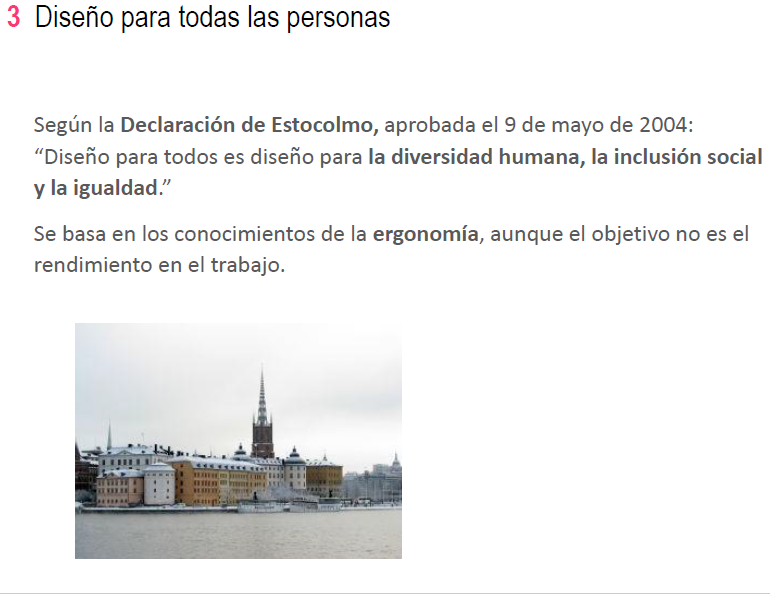 3 Diseño para todas las personas
Según la Declaración de Estocolmo, aprobada el 9 de mayo de 2004:
“Diseño para todos es diseño para la diversidad humana, la inclusión social
y la igualdad.”
Se basa en los conocimientos de la ergonomía, aunque el objetivo no es el
rendimiento en el trabajo.